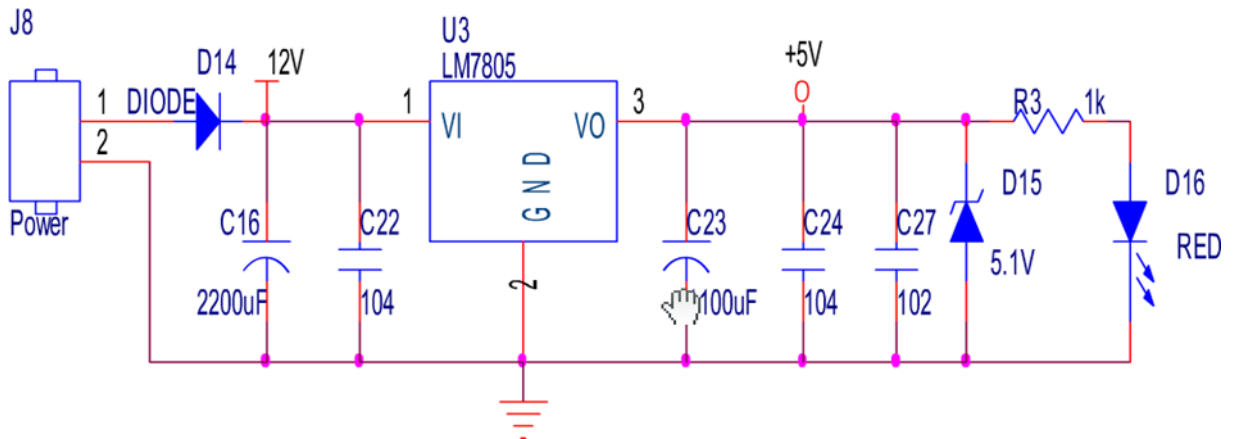 J8
U3
D14
12V
LM7805
+5V
1
DIODE
1
3
R3
1k
2
VI
VO
GND
D15
D16
Power
C16
C22
C23
C24
C27
RED
5.1V
2200uF
104
2
100uF
104
102